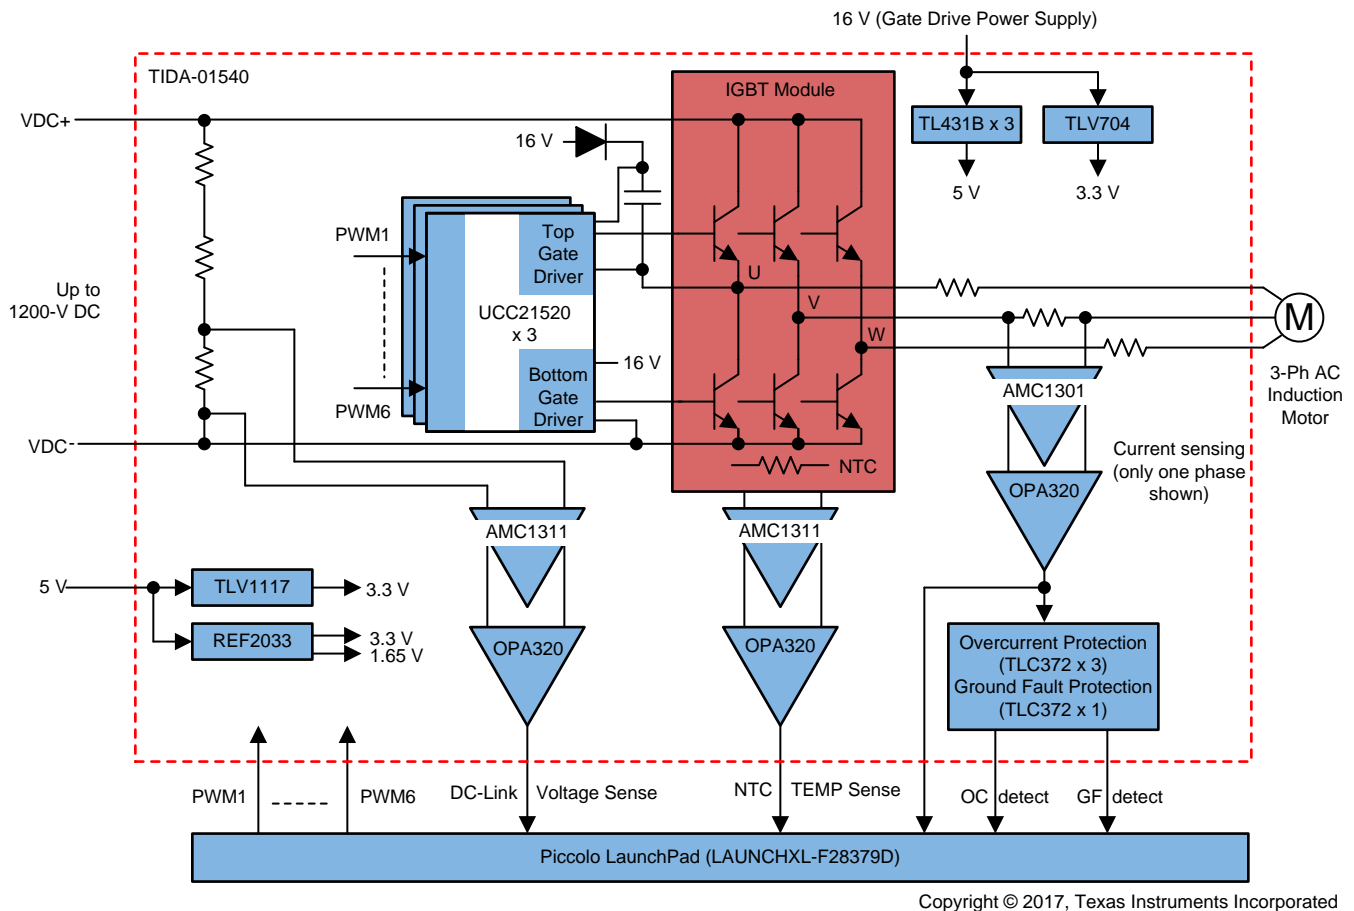 16 V (Gate Drive Power Supply)
TIDA-01540
IGBT Module
VDC+
16 V
TL431B x 3
TLV704
5 V
3.3 V
PWM1
Top
Gate
Driver
U
Up to
1200-V DC
UCC21520
x 3
V
M
W
16 V
Bottom
Gate
Driver
PWM6
AMC1301
3-Ph AC
Induction
Motor
VDC-
NTC
Current sensing
(only one phase
shown)
OPA320
AMC1311
AMC1311
5 V
TLV1117
3.3 V
REF2033
3.3 V
1.65 V
OPA320
OPA320
Overcurrent Protection
(TLC372 x 3)
Ground Fault Protection
(TLC372 x 1)
PWM1
PWM6
DC-Link Voltage Sense
NTC TEMP Sense
OC detect
GF detect
Piccolo LaunchPad (LAUNCHXL-F28379D)
Copyright © 2017, Texas Instruments Incorporated